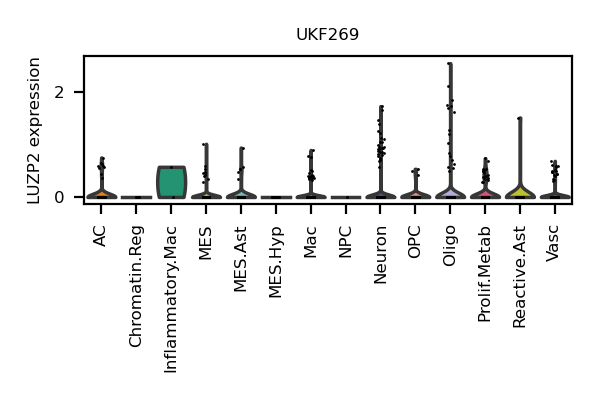 UKF269
LUZP2 expression
2
0
AC
Chromatin.Reg
Inflammatory.Mac
MES
MES.Ast
MES.Hyp
Mac
NPC
Neuron
OPC
Oligo
Prolif.Metab
Reactive.Ast
Vasc